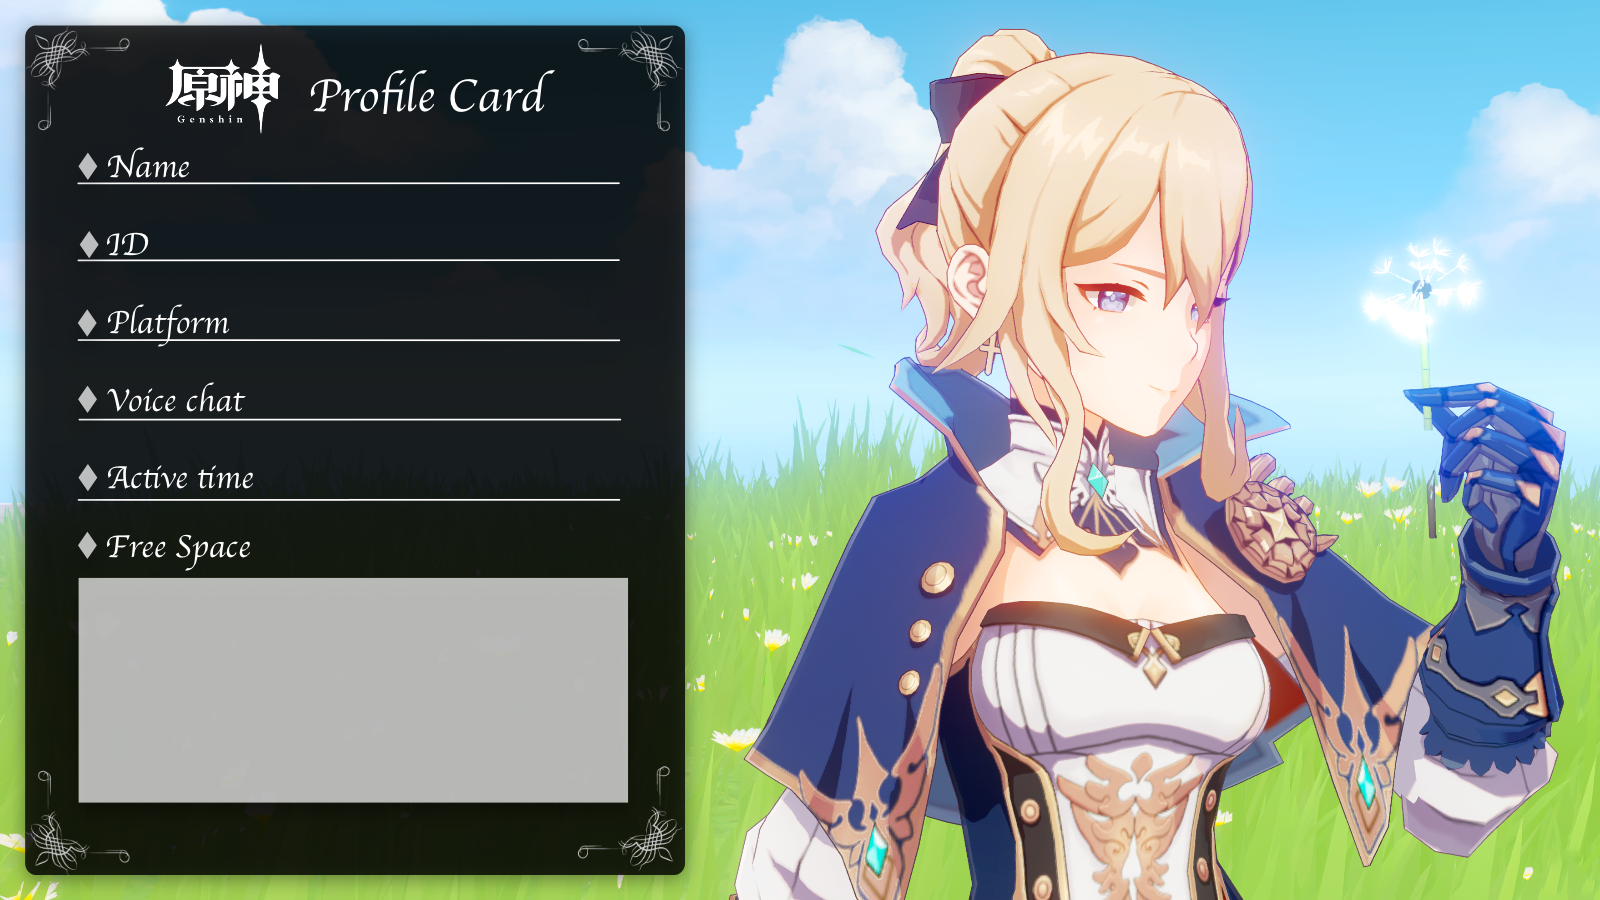 原神
Genshin
Profile Card
Name
ID
Platform
Voice chat
Active time
Free Space